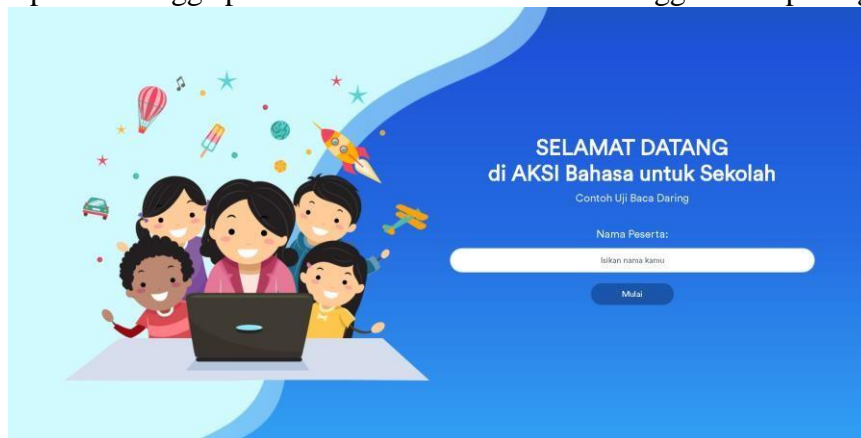 SELAMAT DATANG
di AKSI Bahasa untuk Sekolah
Contoh Uji Baca Daring
Nama Peserta:
Isikan nama kamu
Mulai